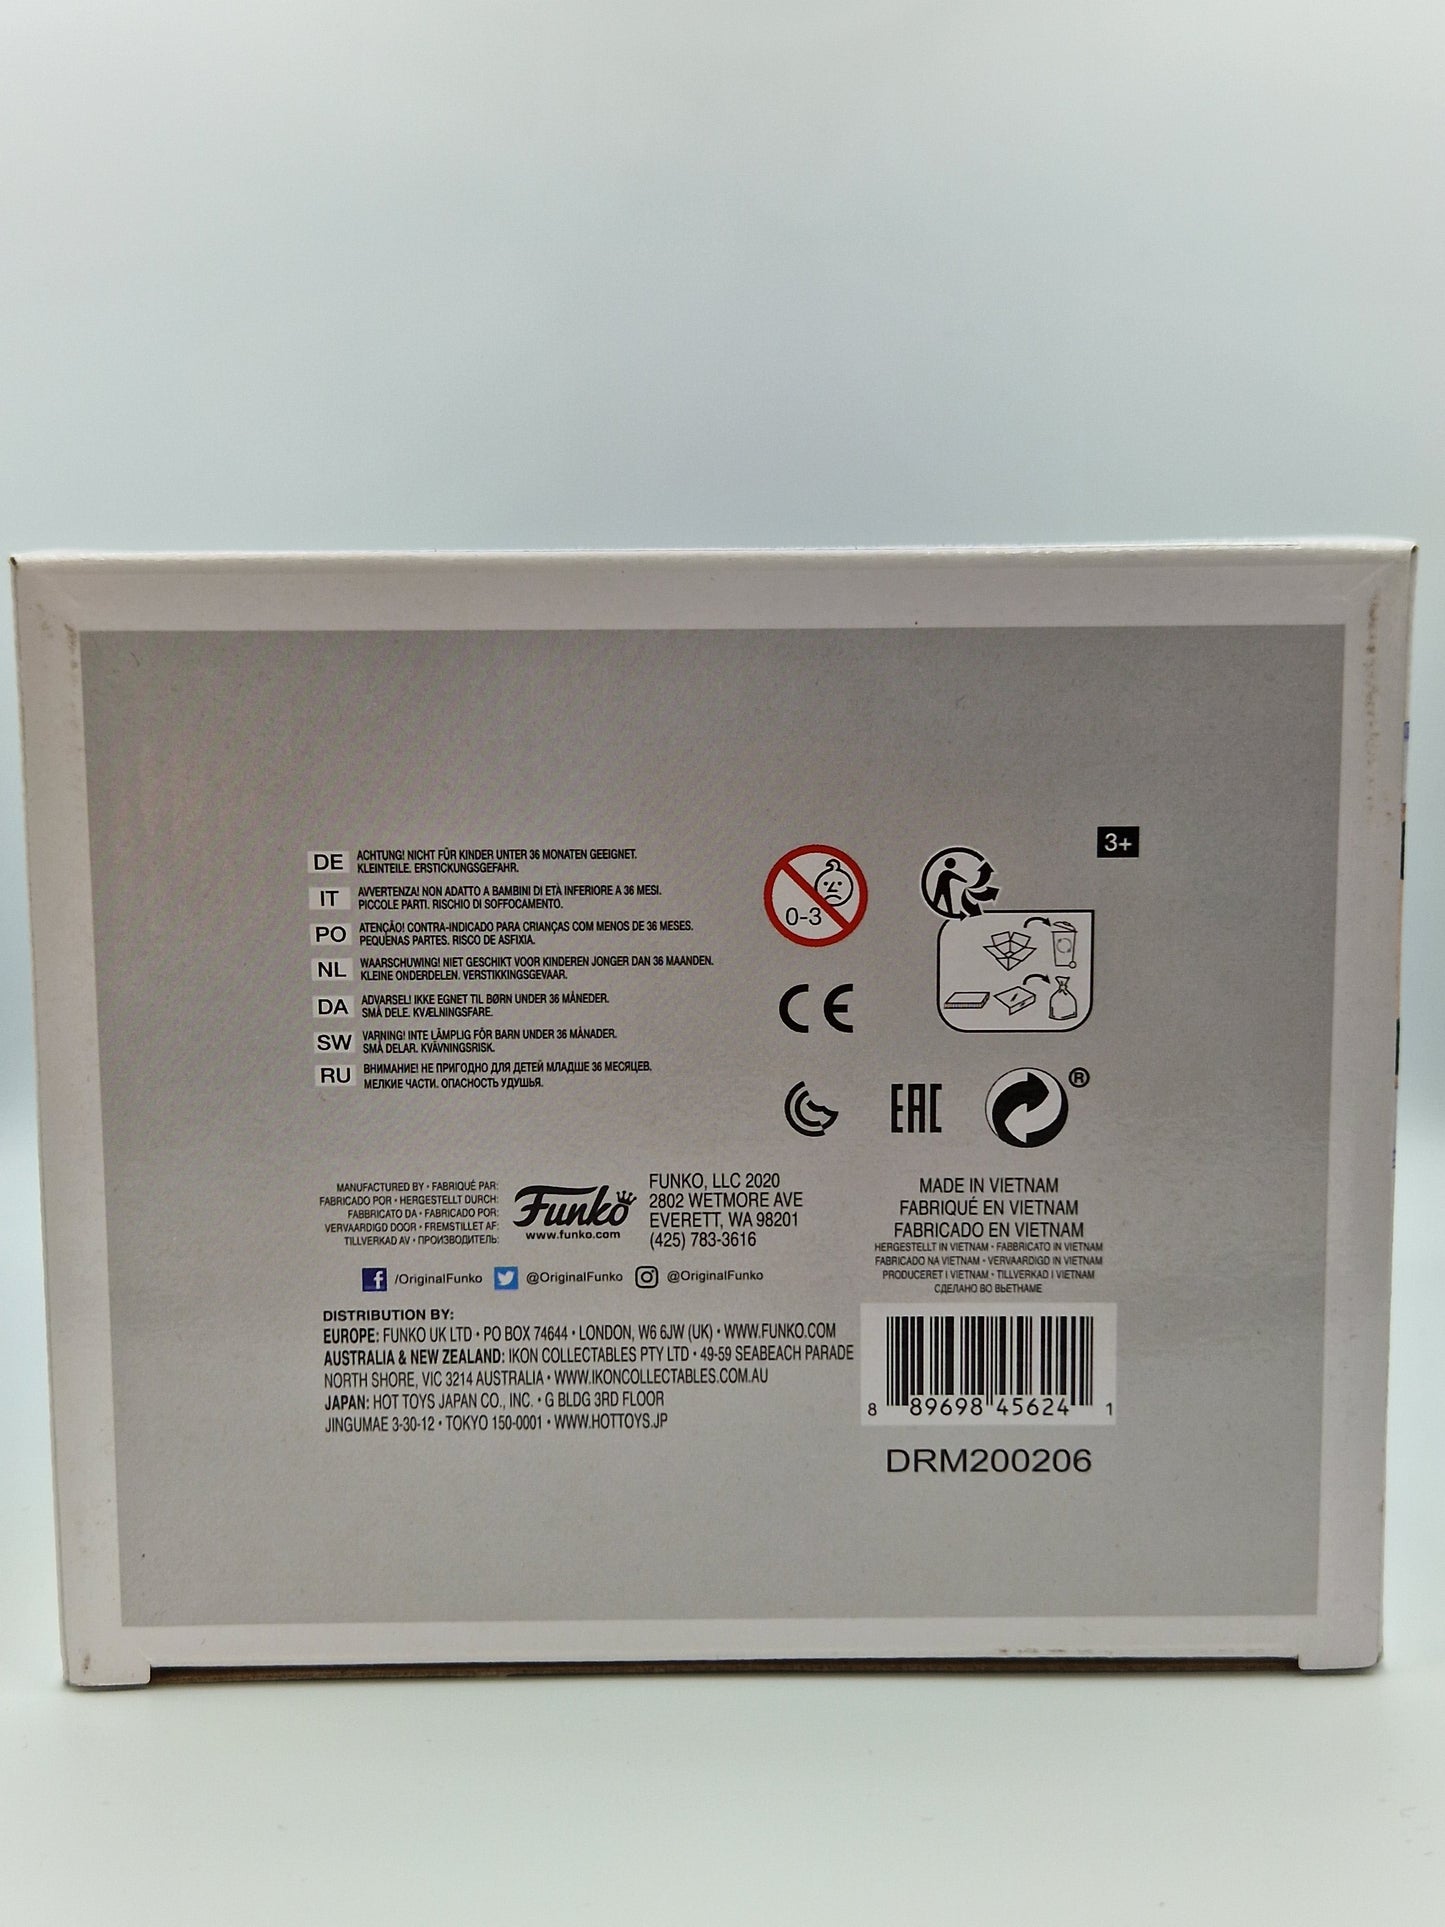 3+
DE ACHTUNG! NICHT FÜR KINDER UNTER 36 MONATEN GEEIGNET.
KLEINTEILE. ERSTICKUNGSGEFAHR.
IT AVVERTENZA! NON ADATTO A BAMBINI DI ETÀ INFERIORE A 36 MESI.
PICCOLE PARTI. RISCHIO DI SOFFOCAMENTO.
PO ATENÇÃO! CONTRA-INDICADO PARA CRIANÇAS COM MENOS DE 36 MESES.
PEQUENAS PARTES. RISCO DE ASFIXIA.
NL WAARSCHUWING! NIET GESCHIKT VOOR KINDEREN JONGER DAN 36 MAANDEN.
KLEINE ONDERDELEN. VERSTIKKINGSGEVAAR.
DA ADVARSEL! IKKE EGNET TIL BØRN UNDER 36 MÅNEDER.
SMÅ DELE. KVÆLNINGSFARE.
SW VARNING! INTE LÄMPLIG FÖR BARN UNDER 36 MÅNADER.
SMÅ DELAR. KVÄVNINGSRISK.
RU ВНИМАНИЕ! НЕ ПРИГОДНО ДЛЯ ДЕТЕЙ МЛАДШЕ 36 МЕСЯЦЕВ.
МЕЛКИЕ ЧАСТИ. ОПАСНОСТЬ УДУШЬЯ.
0-3
CE
EAC
®
MANUFACTURED BY • FABRIQUÉ PAR:
FABRICADO POR • HERGESTELLT DURCH:
FABBRICATO DA • FABRICADO POR:
VERVAARDIGD DOOR • FREMSTILLET AF:
TILLVERKAD AV • ПРОИЗВОДИТЕЛЬ:
Funko
www.funko.com
FUNKO, LLC 2020
2802 WETMORE AVE
EVERETT, WA 98201
(425) 783-3616
f /OriginalFunko @OriginalFunko @OriginalFunko
MADE IN VIETNAM
FABRIQUÉ EN VIETNAM
FABRICADO EN VIETNAM
HERGESTELLT IN VIETNAM • FABBRICATO IN VIETNAM
FABRICADO NA VIETNAM • VERVAARDIGD IN VIETNAM
PRODUCERET I VIETNAM • TILLVERKAD I VIETNAM
СДЕЛАНО ВО ВЬЕТНАМЕ
DISTRIBUTION BY:
EUROPE: FUNKO UK LTD • PO BOX 74644 • LONDON, W6 6JW (UK) • WWW.FUNKO.COM
AUSTRALIA & NEW ZEALAND: IKON COLLECTABLES PTY LTD • 49-59 SEABEACH PARADE
NORTH SHORE, VIC 3214 AUSTRALIA • WWW.IKONCOLLECTABLES.COM.AU
JAPAN: HOT TOYS JAPAN CO., INC. • G BLDG 3RD FLOOR
JINGUMAE 3-30-12 • TOKYO 150-0001 • WWW.HOTTOYS.JP
8 89698 45624 1
DRM200206